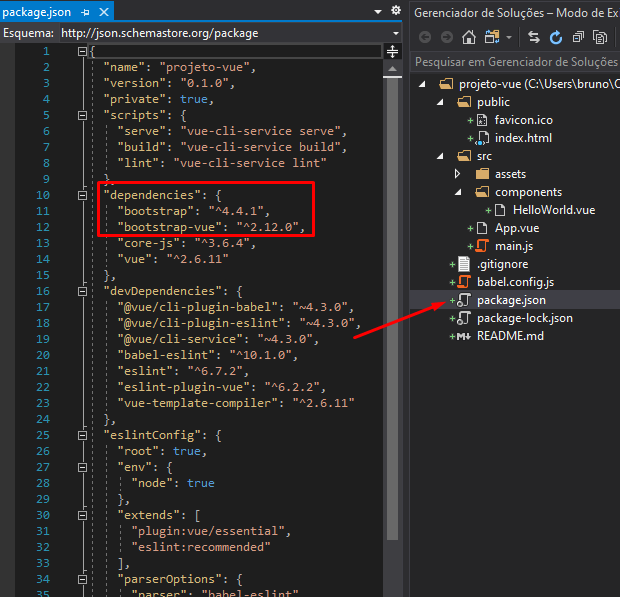 package.json
Esquema: http://json.schemastore.org/package
1 {
2 "name": "projeto-vue",
3 "version": "0.1.0",
4 "private": true,
5 "scripts": {
6 "serve": "vue-cli-service serve",
7 "build": "vue-cli-service build",
8 "lint": "vue-cli-service lint"
9 },
10 "dependencies": {
11 "bootstrap": "^4.4.1",
12 "bootstrap-vue": "^2.12.0",
13 "core-js": "^3.6.4",
14 "vue": "^2.6.11"
15 },
16 "devDependencies": {
17 "@vue/cli-plugin-babel": "~4.3.0",
18 "@vue/cli-plugin-eslint": "~4.3.0",
19 "@vue/cli-service": "~4.3.0",
20 "babel-eslint": "^10.1.0",
21 "eslint": "^6.7.2",
22 "eslint-plugin-vue": "^6.2.2",
23 "vue-template-compiler": "^2.6.11"
24 },
25 "eslintConfig": {
26 "root": true,
27 "env": {
28 "node": true
29 },
30 "extends": [
31 "plugin:vue/essential",
32 "eslint:recommended"
33 ],
34 "parserOptions": {
35 "parser": "babel-eslint"
Gerenciador de Soluções – Modo de Ex
Pesquisar em Gerenciador de Soluções
projeto-vue (C:\Users\bruno\O
public
favicon.ico
index.html
src
assets
components
HelloWorld.vue
App.vue
main.js
.gitignore
babel.config.js
package.json
package-lock.json
README.md